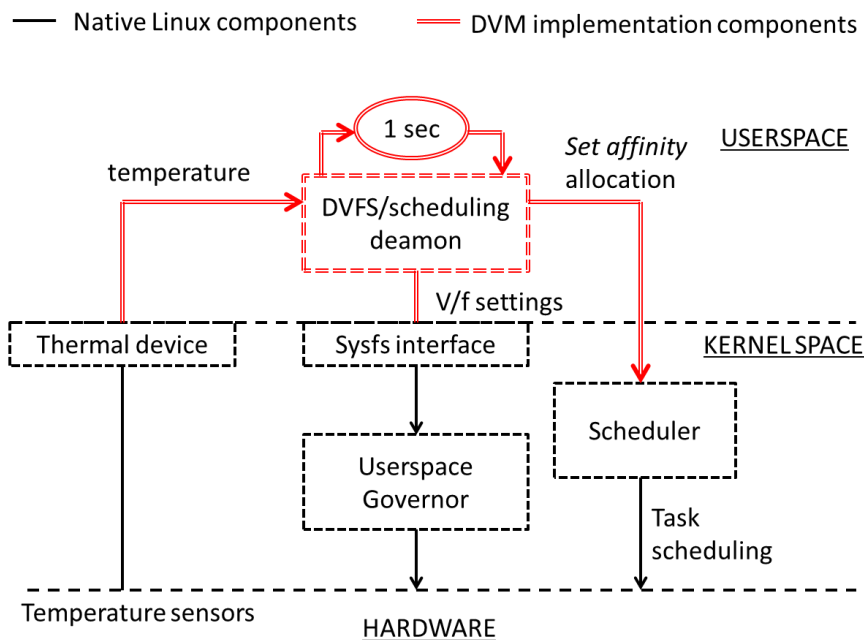 Native Linux components
DVM implementation components
1 sec
USERSPACE
Set affinity
allocation
temperature
DVFS/scheduling
deamon
V/f settings
Thermal device
Sysfs interface
KERNEL SPACE
Scheduler
Userspace
Governor
Task
scheduling
Temperature sensors
HARDWARE